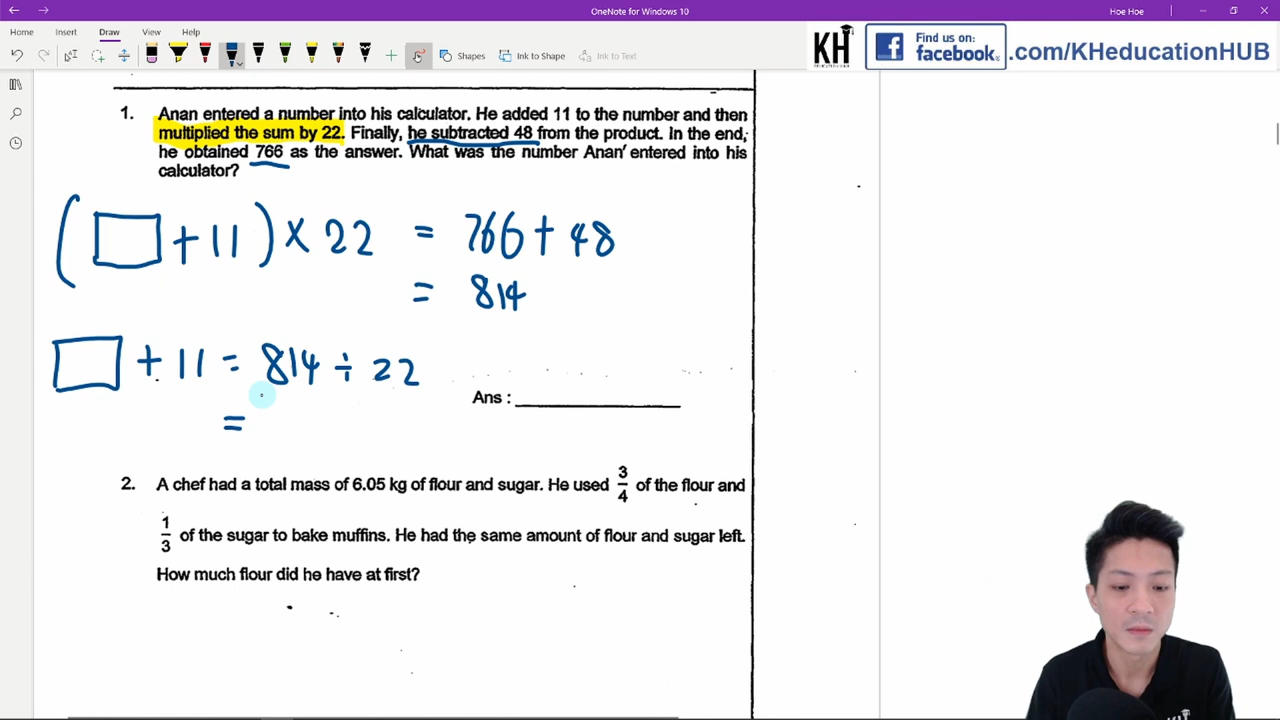 OneNote for Windows 10
Hoe Hoe
Home Insert Draw View Help
Shapes Ink to Shape Ink to Text
KH
Find us on:
facebook. .com/KHeducationHUB
1. Anan entered a number into his calculator. He added 11 to the number and then
multiplied the sum by 22. Finally, he subtracted 48 from the product. In the end,
he obtained 766 as the answer. What was the number Anan entered into his
calculator?
( □ + 11 ) × 22 = 766 + 48
= 814
□ + 11 = 814 ÷ 22
=
Ans : __________
2. A chef had a total mass of 6.05 kg of flour and sugar. He used 3/4 of the flour and
1/3 of the sugar to bake muffins. He had the same amount of flour and sugar left.
How much flour did he have at first?